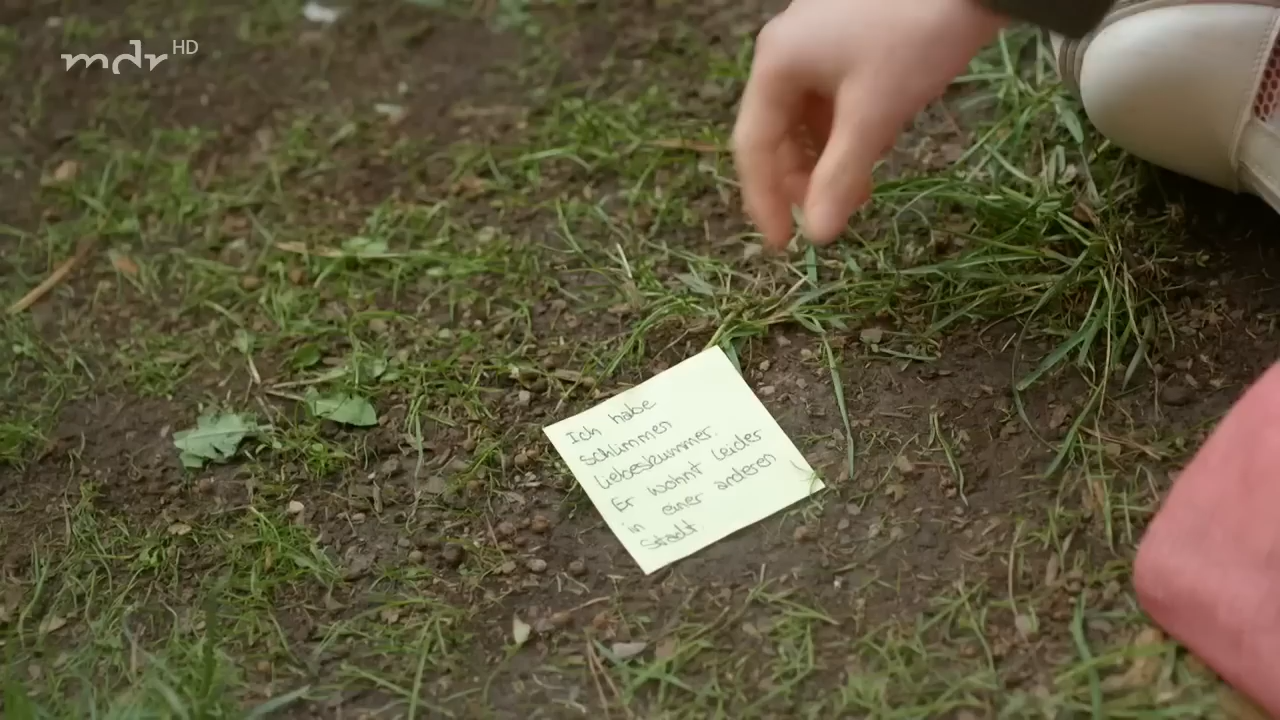 mdr HD
Ich habe
schlimmen
Liebeskummer.
Er wohnt leider
in einer anderen
Stadt.